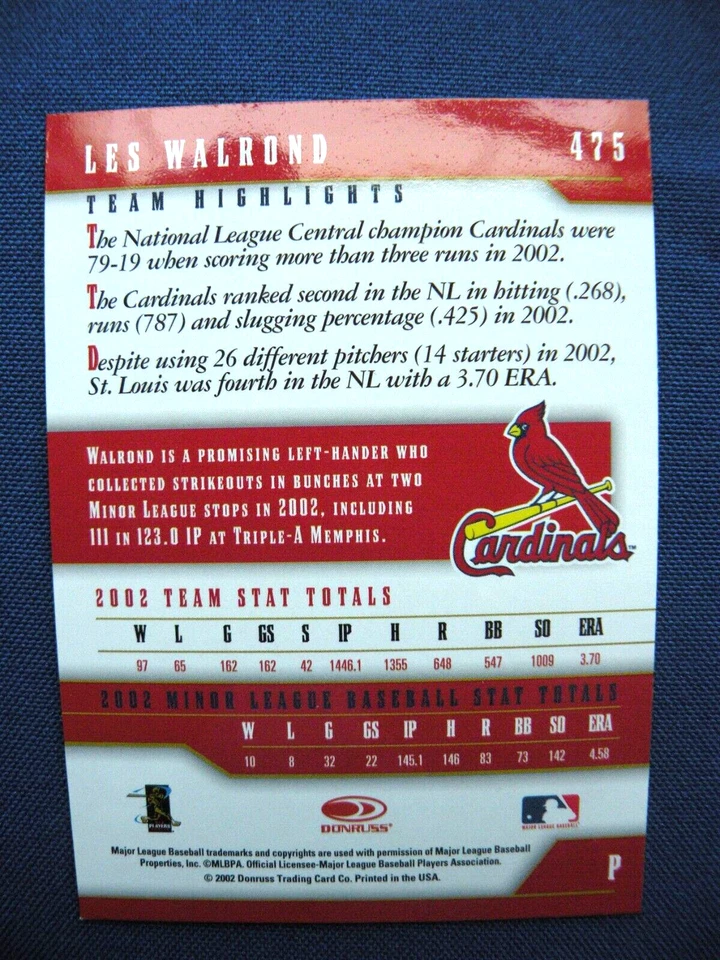 LES WALROND 475
TEAM HIGHLIGHTS
The National League Central champion Cardinals were
79-19 when scoring more than three runs in 2002.
The Cardinals ranked second in the NL in hitting (.268),
runs (787) and slugging percentage (.425) in 2002.
Despite using 26 different pitchers (14 starters) in 2002,
St. Louis was fourth in the NL with a 3.70 ERA.
WALROND IS A PROMISING LEFT-HANDER WHO
COLLECTED STRIKEOUTS IN BUNCHES AT TWO
MINOR LEAGUE STOPS IN 2002, INCLUDING
111 IN 123.0 IP AT TRIPLE-A MEMPHIS.
Cardinals™
2002 TEAM STAT TOTALS
W L G GS S IP H R BB SO ERA
97 65 162 162 42 1446.1 1355 648 547 1009 3.70
2002 MINOR LEAGUE BASEBALL STAT TOTALS
W L G GS IP H R BB SO ERA
10 8 32 22 145.1 146 83 73 142 4.58
PLAYERS
DONRUSS®
MAJOR LEAGUE BASEBALL
Major League Baseball trademarks and copyrights are used with permission of Major League Baseball
Properties, Inc. ©MLBPA. Official Licensee-Major League Baseball Players Association.
© 2002 Donruss Trading Card Co. Printed in the USA.
P